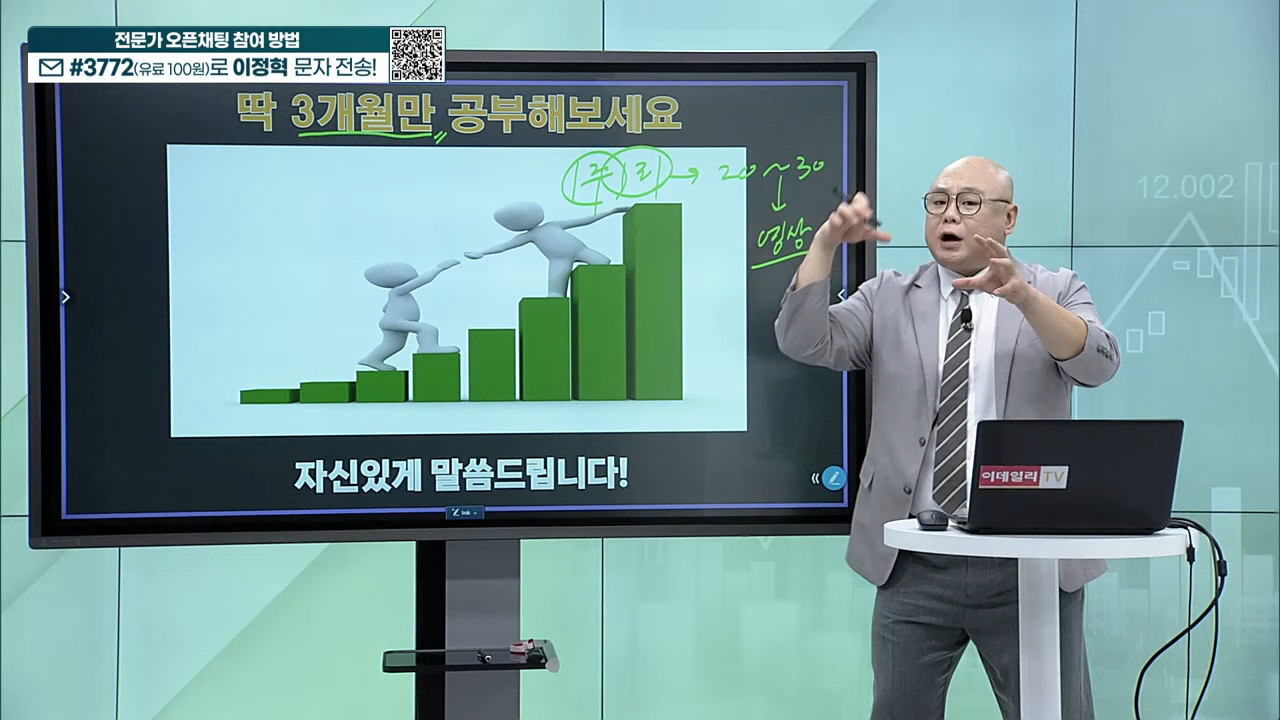 전문가 오픈채팅 참여 방법
#3772(유료 100원)로 이정혁 문자 전송!
딱 3개월만 공부해보세요
주 리 → 20 ~ 30
영상
12.002
자신있게 말씀드립니다!
이데일리 TV
Ink